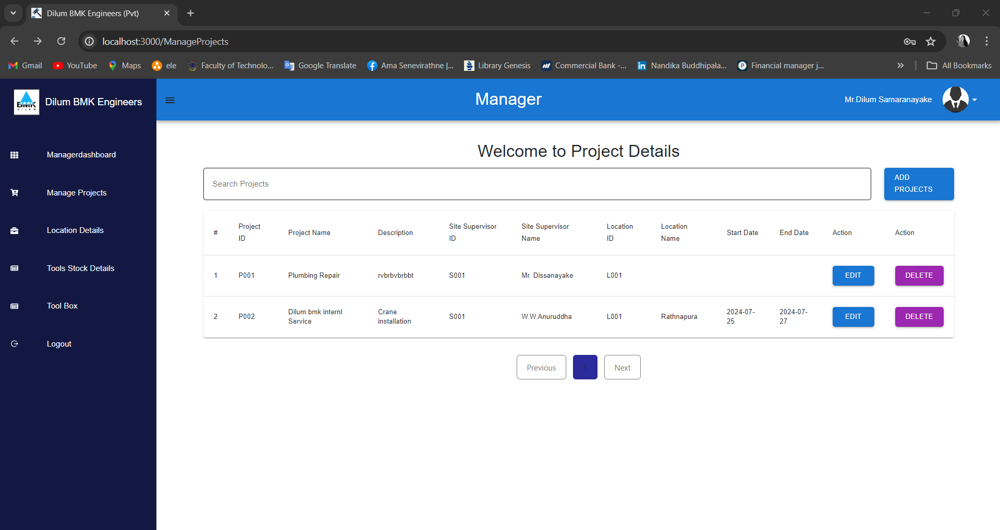 Dilum BMK Engineers (Pvt)
localhost:3000/ManageProjects
Gmail YouTube Maps ele Faculty of Technolo... Google Translate Ama Senevirathne |... Library Genesis Commercial Bank -... Nandika Buddhipala... Financial manager j... All Bookmarks
BMK
DILUM
Dilum BMK Engineers
Manager
Mr.Dilum Samaranayake
Managerdashboard
Manage Projects
Location Details
Tools Stock Details
Tool Box
Logout
Welcome to Project Details
Search Projects
ADD
PROJECTS
# Project ID Project Name Description Site Supervisor ID Site Supervisor Name Location ID Location Name Start Date End Date Action Action
1 P001 Plumbing Repair rvbrbvbrbbt S001 Mr. Dissanayake L001 EDIT DELETE
2 P002 Dilum bmk internl Service Crane installation S001 W.W.Anuruddha L001 Rathnapura 2024-07-25 2024-07-27 EDIT DELETE
Previous 1 Next